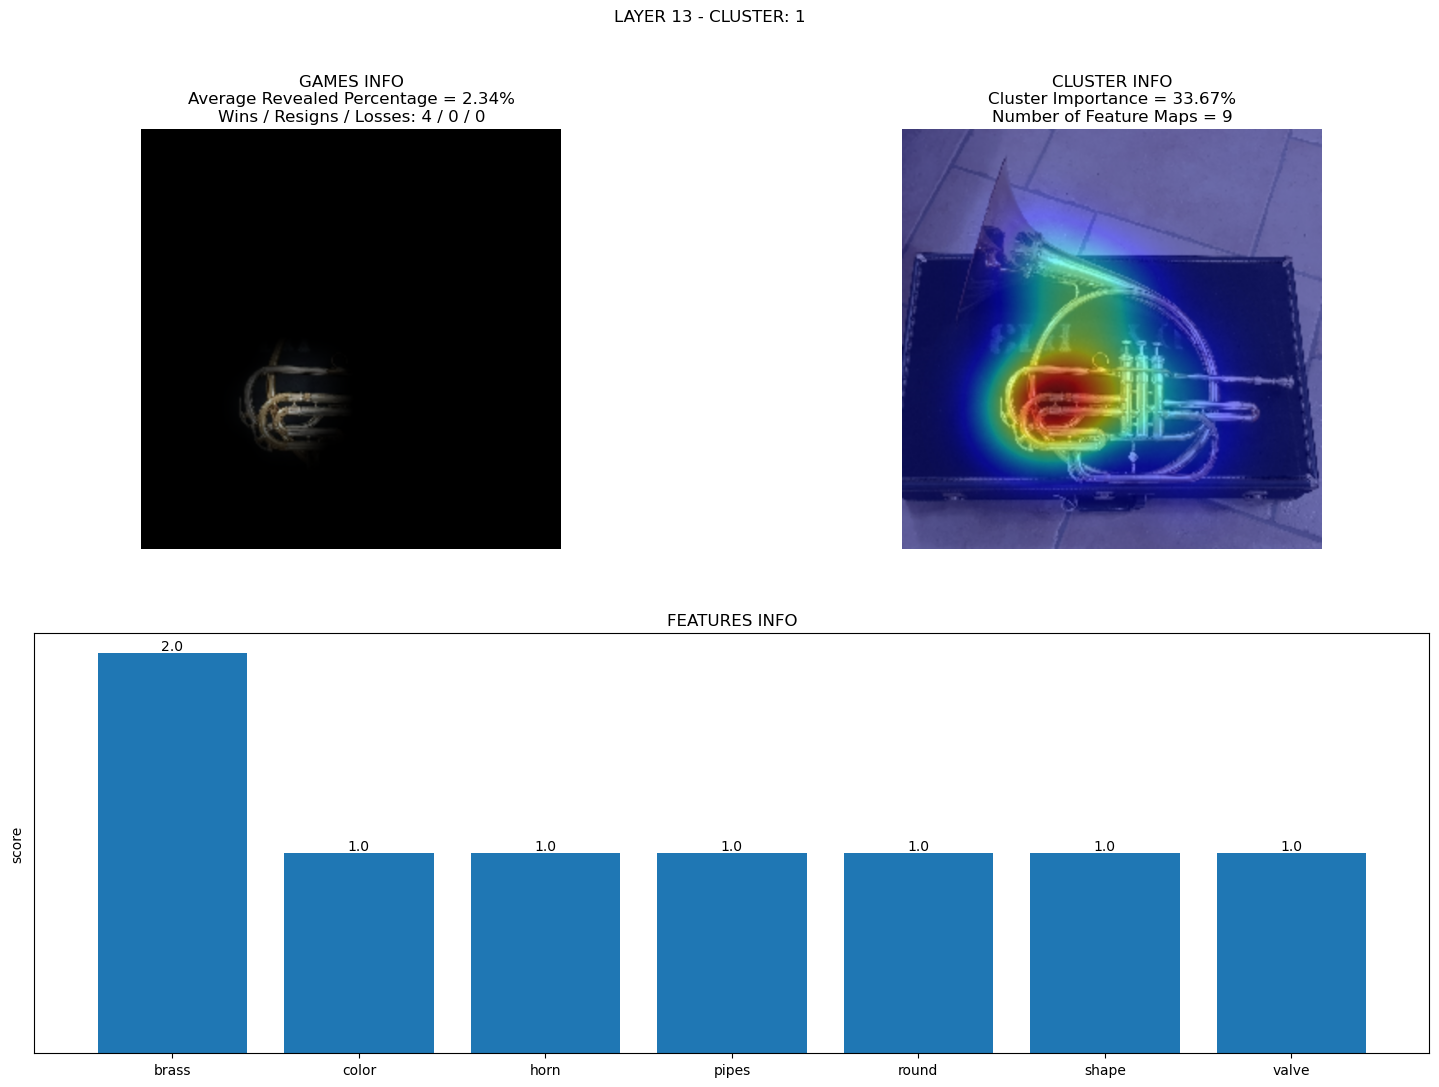 LAYER 13 - CLUSTER: 1
GAMES INFO
Average Revealed Percentage = 2.34%
Wins / Resigns / Losses: 4 / 0 / 0
CLUSTER INFO
Cluster Importance = 33.67%
Number of Feature Maps = 9
FEATURES INFO
score
2.0
1.0
1.0
1.0
1.0
1.0
1.0
brass
color
horn
pipes
round
shape
valve